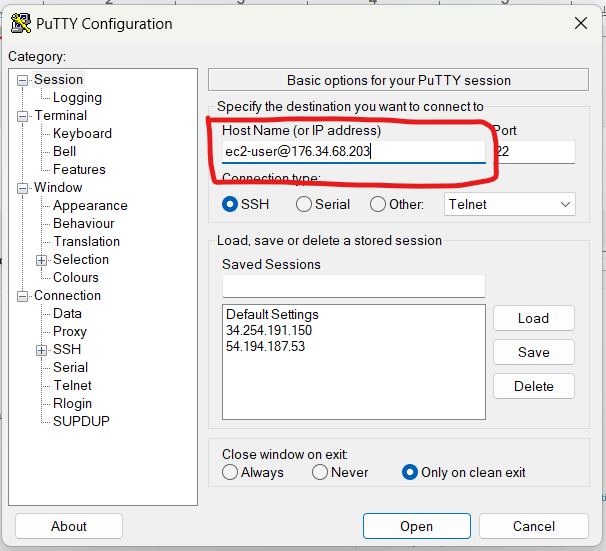 PuTTY Configuration
Category:
Session
Logging
Terminal
Keyboard
Bell
Features
Window
Appearance
Behaviour
Translation
Selection
Colours
Connection
Data
Proxy
SSH
Serial
Telnet
Rlogin
SUPDUP
Basic options for your PuTTY session
Specify the destination you want to connect to
Host Name (or IP address) Port
ec2-user@176.34.68.203 22
Connection type:
SSH Serial Other: Telnet
Load, save or delete a stored session
Saved Sessions
Default Settings
34.254.191.150
54.194.187.53
Load
Save
Delete
Close window on exit:
Always Never Only on clean exit
About Open Cancel